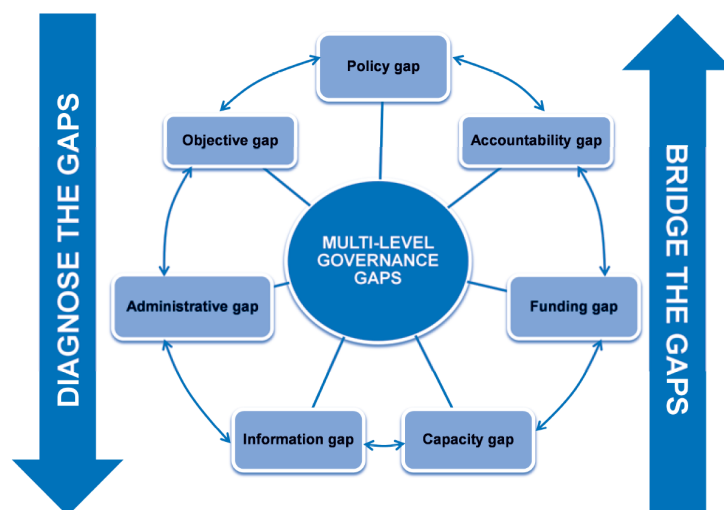 DIAGNOSE THE GAPS
Policy gap
Objective gap
Accountability gap
MULTI-LEVEL
GOVERNANCE
GAPS
Administrative gap
Funding gap
Information gap
Capacity gap
BRIDGE THE GAPS